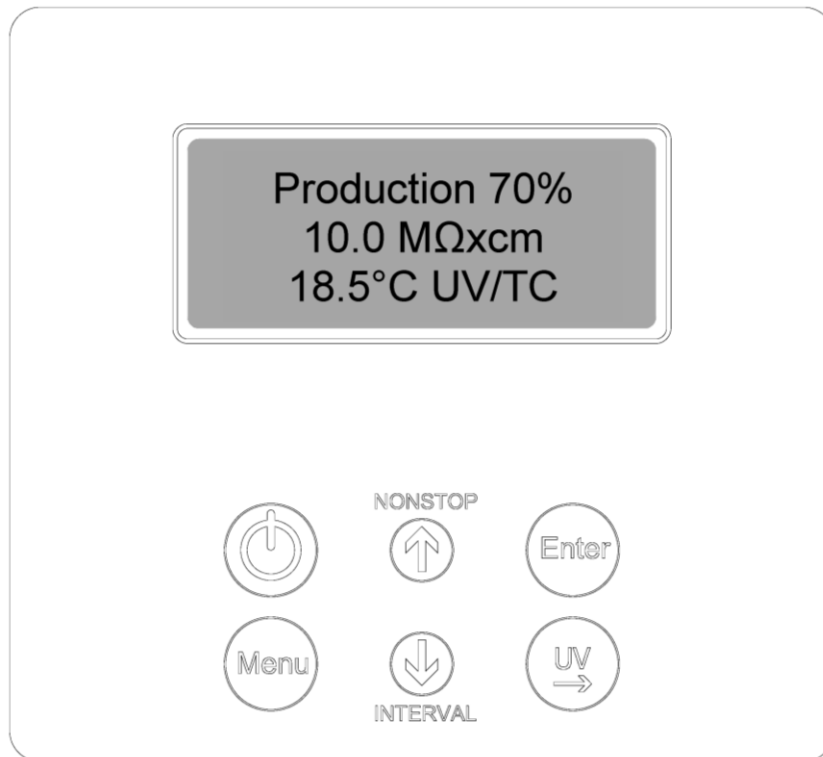 Production 70%
10.0 MΩxcm
18.5°C UV/TC
NONSTOP
Enter
Menu
UV
INTERVAL